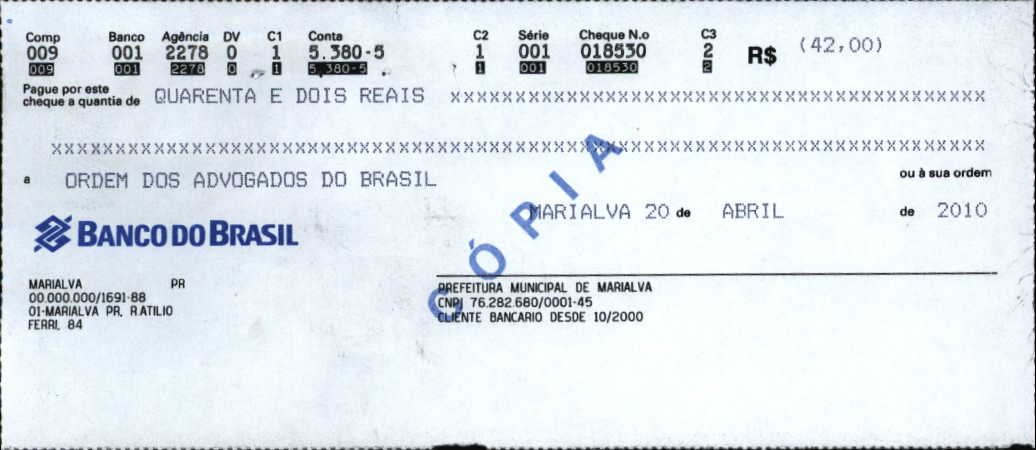 Comp Banco Agência DV C1 Conta C2 Série Cheque N.o C3
009 001 2278 0 1 5.380-5 1 001 018530 2 R$ (42,00)
009 001 2278 0 1 5.380-5 1 001 018530 2
Pague por este
cheque a quantia de QUARENTA E DOIS REAIS XXXXXXXXXXXXXXXXXXXXXXXXXXXXXXXXXXXXXXXXXX
XXXXXXXXXXXXXXXXXXXXXXXXXXXXXXXXXXXXXXXXXXXXXXXXXXXXXXXXXXXXXXXXXXXXXXXXX
a ORDEM DOS ADVOGADOS DO BRASIL ou à sua ordem
MARIALVA 20 de ABRIL de 2010
BANCO DO BRASIL
CÓPIA
MARIALVA PR
00.000.000/1691-88
01-MARIALVA PR. R.ATILIO
FERRI, 84
PREFEITURA MUNICIPAL DE MARIALVA
CNPJ 76.282.680/0001-45
CLIENTE BANCARIO DESDE 10/2000